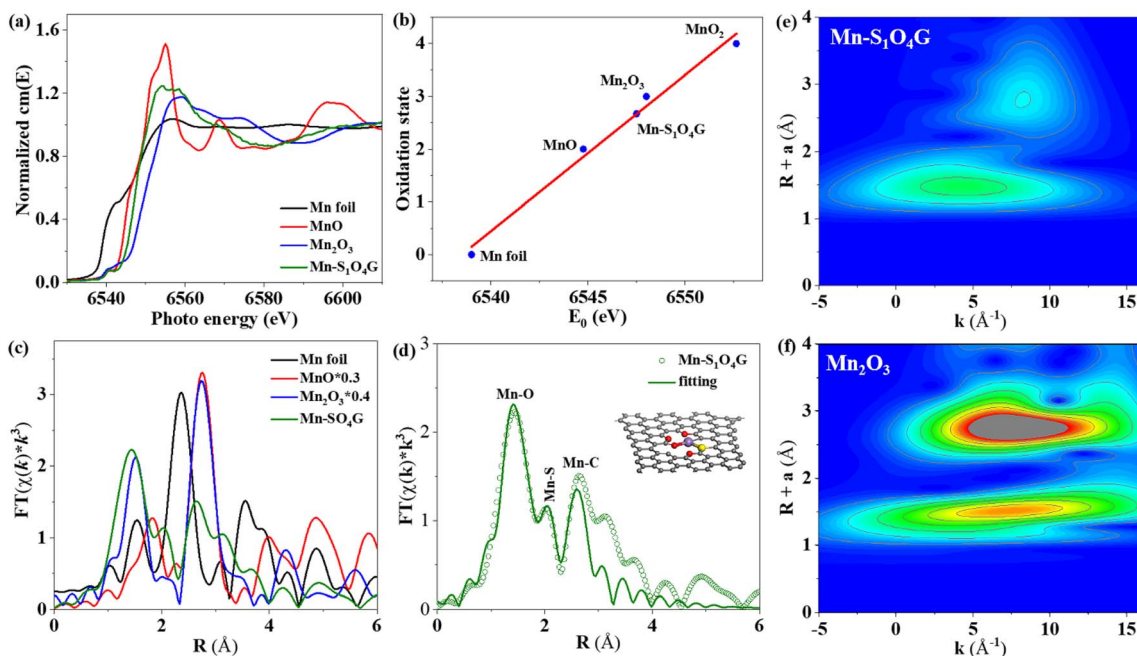 (a)
1.6
1.2
0.8
0.4
0.0
Normalized cm(E)
Mn foil
MnO
Mn₂O₃
Mn-S₁O₄G
6540 6560 6580 6600
Photo energy (eV)
(b)
4
3
2
1
0
Oxidation state
MnO₂
Mn₂O₃
Mn-S₁O₄G
MnO
Mn foil
6540 6545 6550
E₀ (eV)
(e)
Mn-S₁O₄G
4
3
2
1
0
R + a (Å)
-5 0 5 10 15
k (Å⁻¹)
(c)
3
2
1
0
FT(χ(k)*k³)
Mn foil
MnO*0.3
Mn₂O₃*0.4
Mn-SO₄G
0 2 4 6
R (Å)
(d)
3
2
1
0
FT(χ(k)*k³)
Mn-S₁O₄G
fitting
Mn-O
Mn-S
Mn-C
0 2 4 6
R (Å)
(f)
Mn₂O₃
4
3
2
1
0
R + a (Å)
-5 0 5 10 15
k (Å⁻¹)